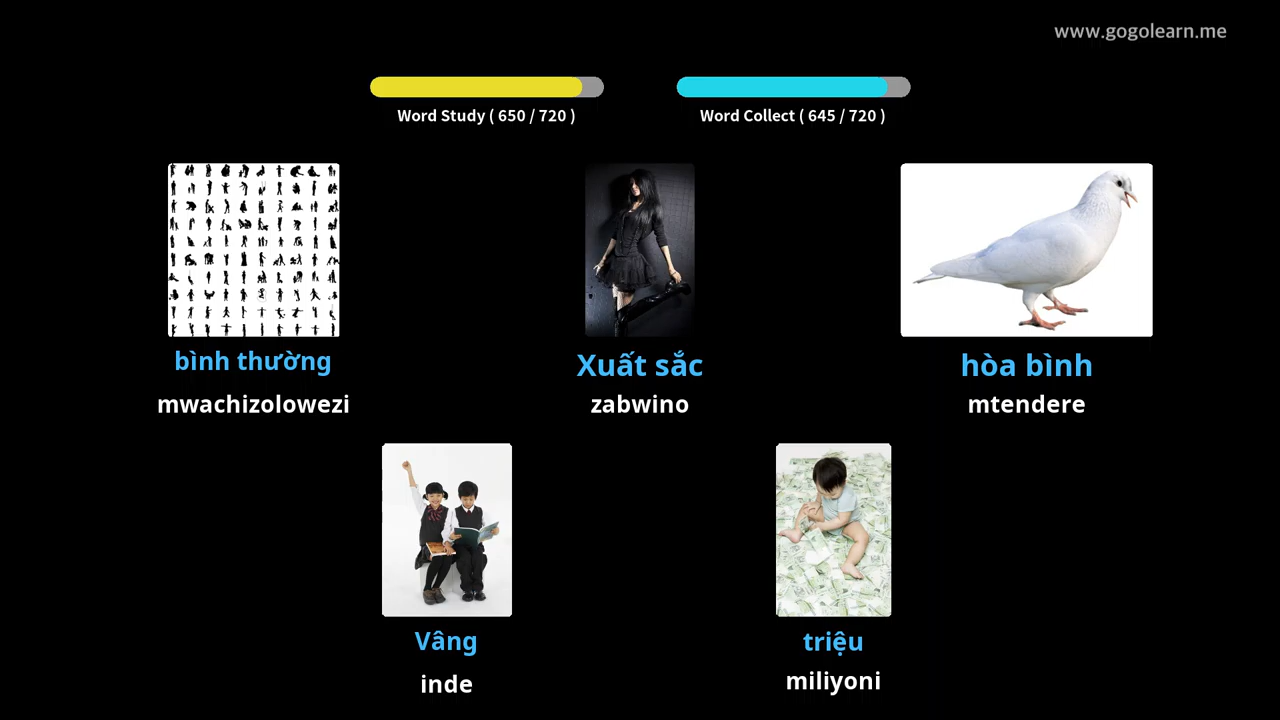 www.gogolearn.me
Word Study ( 650 / 720 )
Word Collect ( 645 / 720 )
bình thường
mwachizolowezi
Xuất sắc
zabwino
hòa bình
mtendere
Vâng
inde
triệu
miliyoni